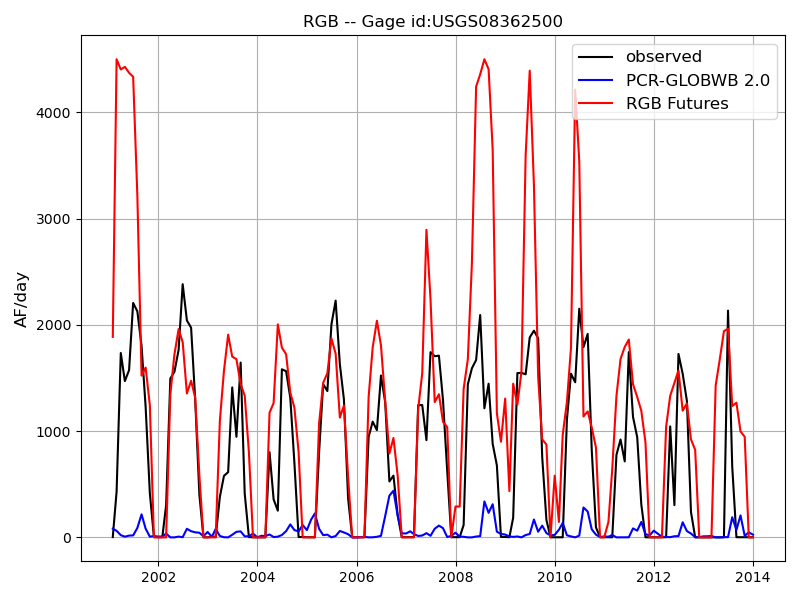 RGB -- Gage id:USGS08362500
observed
PCR-GLOBWB 2.0
RGB Futures
AF/day
4000
3000
2000
1000
0
2002 2004 2006 2008 2010 2012 2014